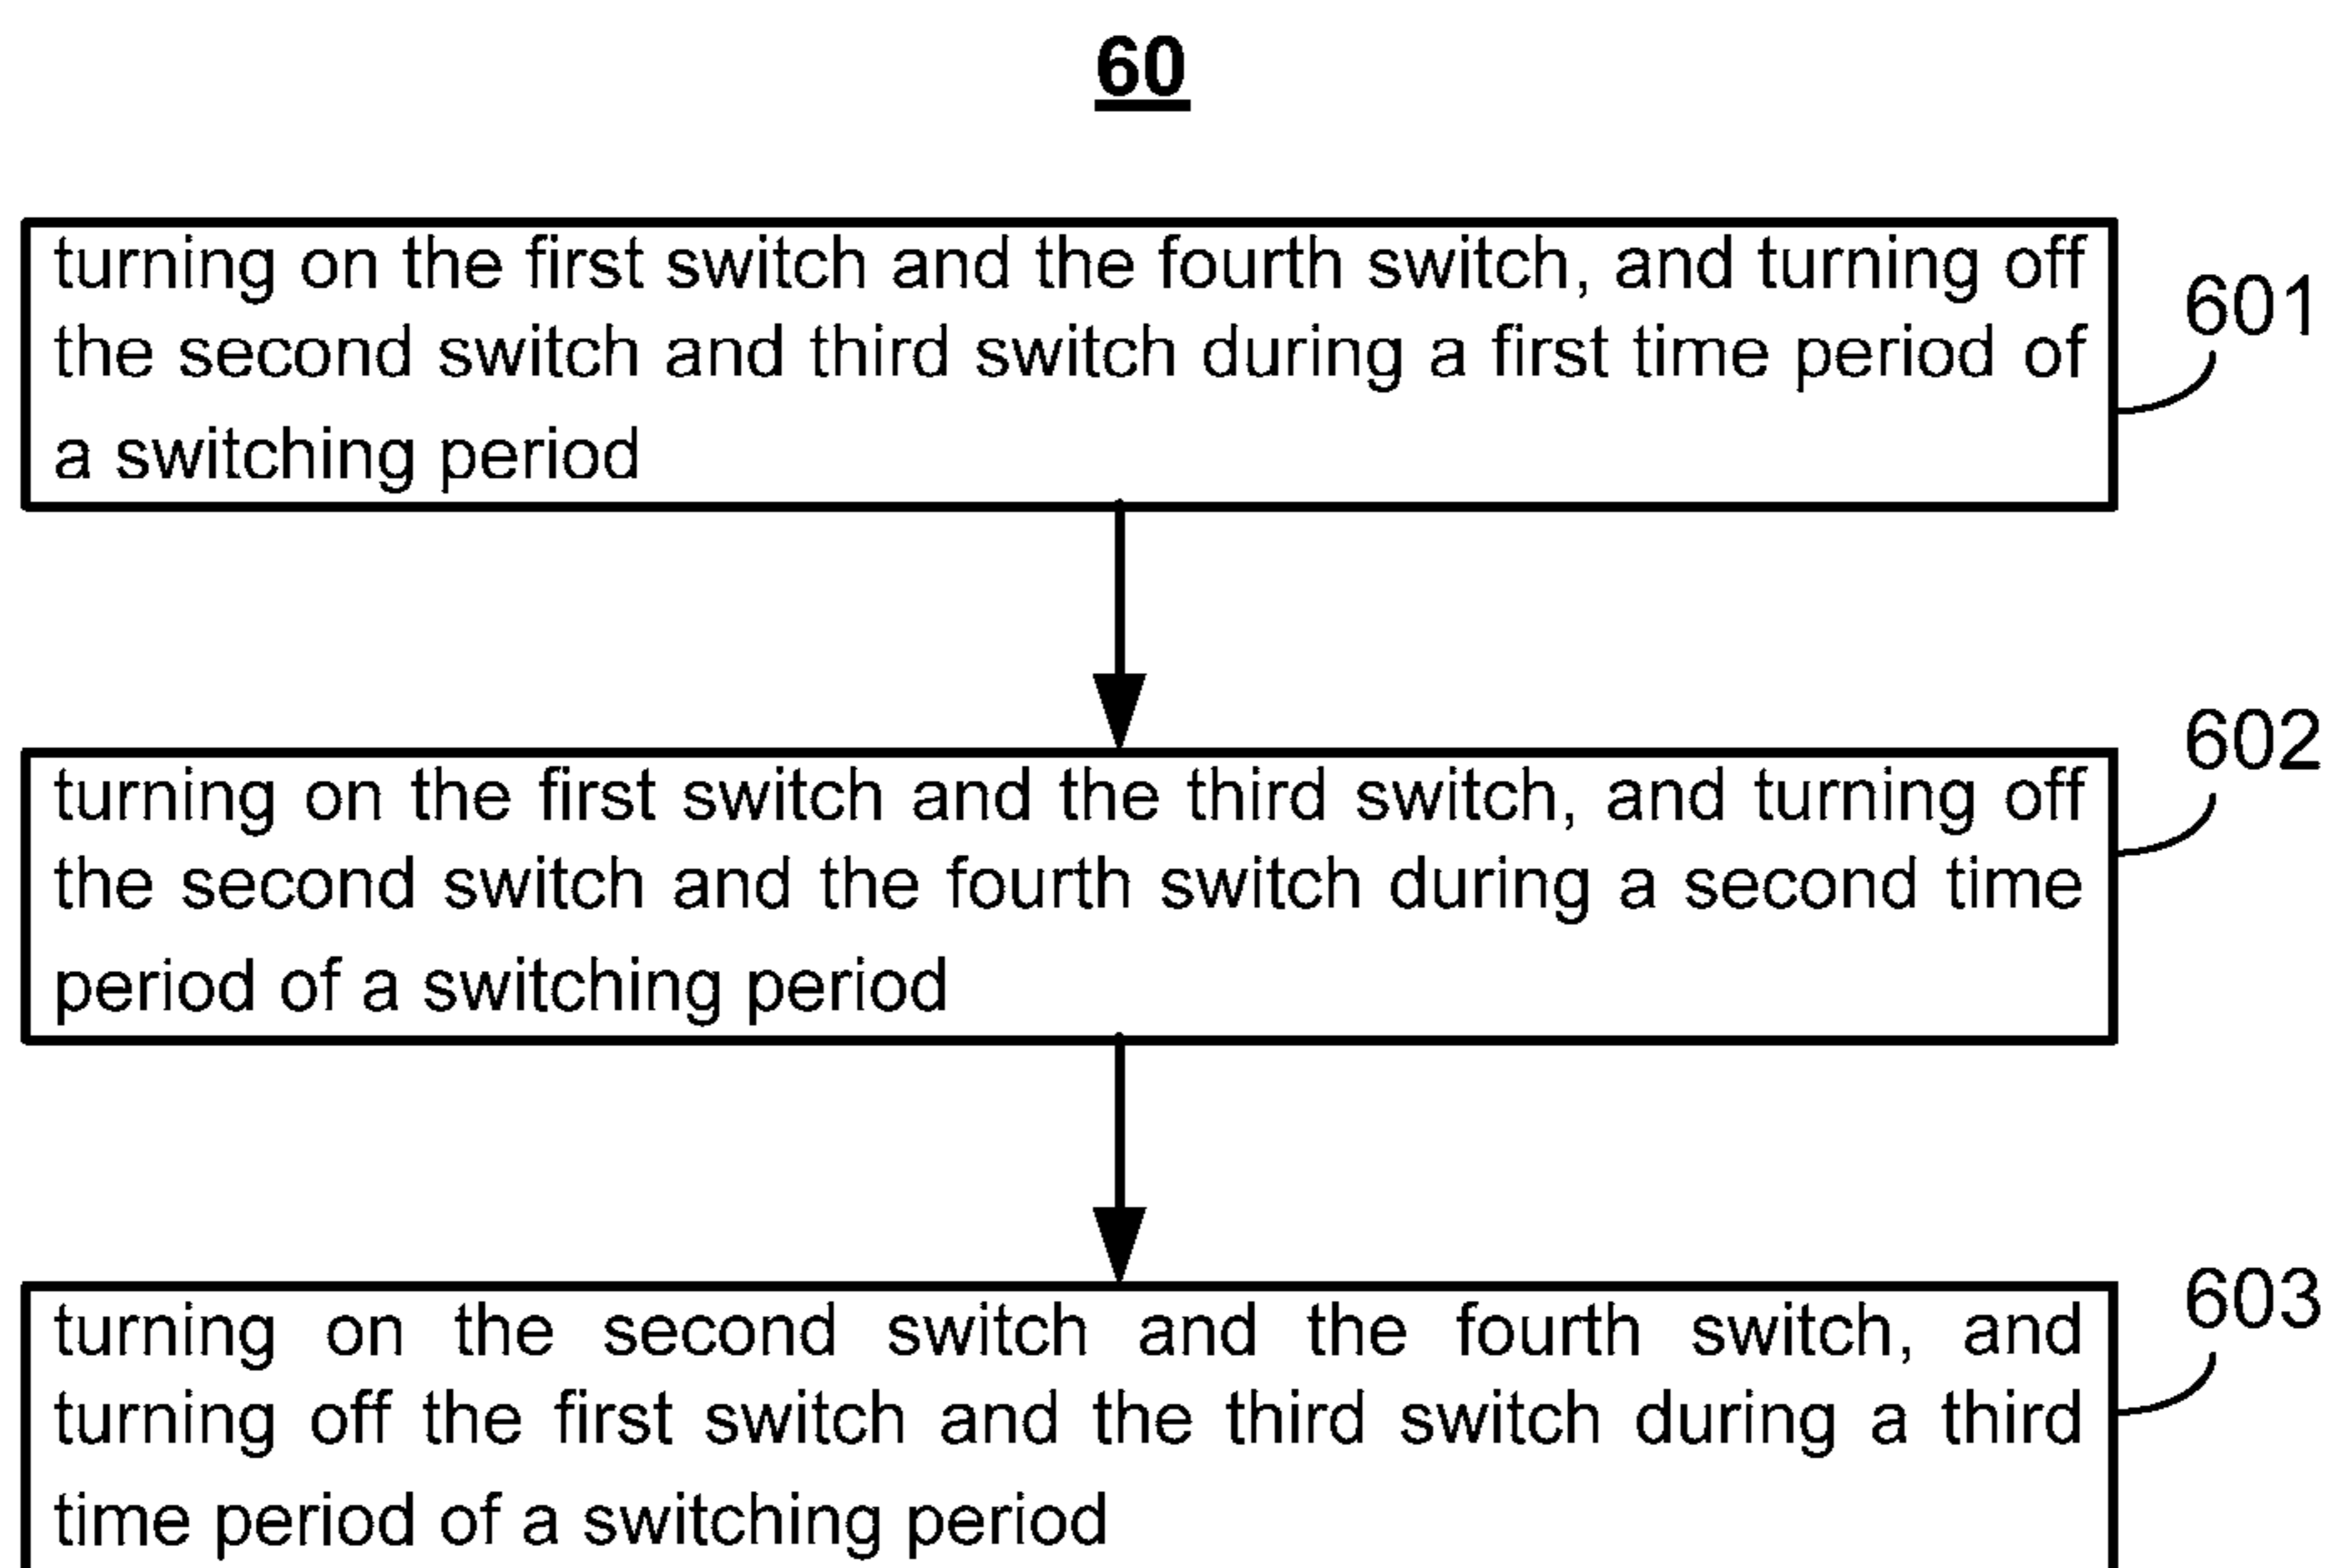 60
turning on the first switch and the fourth switch, and turning off
the second switch and third switch during a first time period of
a switching period
601
turning on the first switch and the third switch, and turning off
the second switch and the fourth switch during a second time
period of a switching period
602
turning on the second switch and the fourth switch, and
turning off the first switch and the third switch during a third
time period of a switching period
603